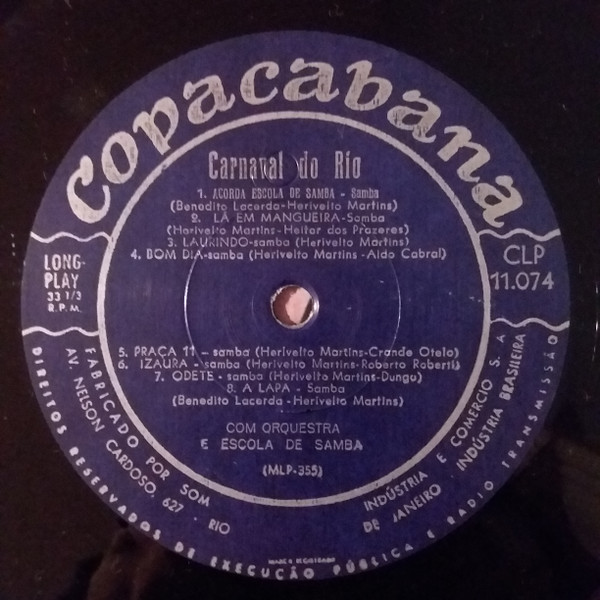 Copacabana
Carnaval do Rio
1. ACORDA ESCOLA DE SAMBA - Samba
(Benedito Lacerda-Herivelto Martins)
2. LÁ EM MANGUEIRA-Samba
(Herivelto Martins-Heitor dos Prazeres)
3. LAURINDO-samba (Herivelto Martins)
4. BOM DIA-samba (Herivelto Martins-Aldo Cabral)
LONG-
PLAY
33 1/3
R.P.M.
CLP
11.074
5. PRAÇA 11 - samba (Herivelto Martins-Grande Otelo)
6. IZAURA - samba (Herivelto Martins-Roberto Roberti)
7. ODETE - samba (Herivelto Martins-Dunga)
8. A LAPA - Samba
(Benedito Lacerda-Herivelto Martins)
COM ORQUESTRA
E ESCOLA DE SAMBA
(MLP-355)
FABRICADO POR SOM INDÚSTRIA E COMERCIO S. A
AV. NELSON CARDOSO, 627 - RIO DE JANEIRO INDÚSTRIA BRASILEIRA
MARCA REGISTRADA
DIREITOS RESERVADOS DE EXECUÇÃO PÚBLICA E RADIO TRANSMISSÃO